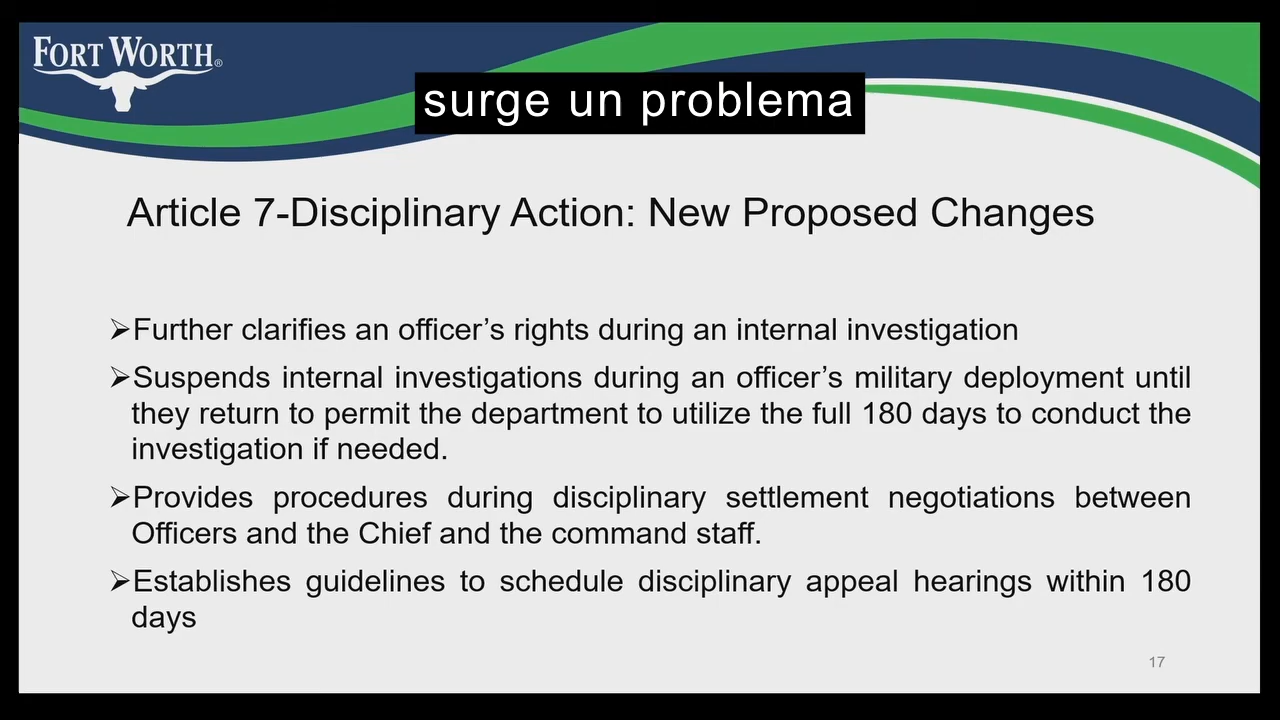 FORT WORTH®
surge un problema
Article 7-Disciplinary Action: New Proposed Changes
➢Further clarifies an officer’s rights during an internal investigation
➢Suspends internal investigations during an officer’s military deployment until
they return to permit the department to utilize the full 180 days to conduct the
investigation if needed.
➢Provides procedures during disciplinary settlement negotiations between
Officers and the Chief and the command staff.
➢Establishes guidelines to schedule disciplinary appeal hearings within 180
days
17